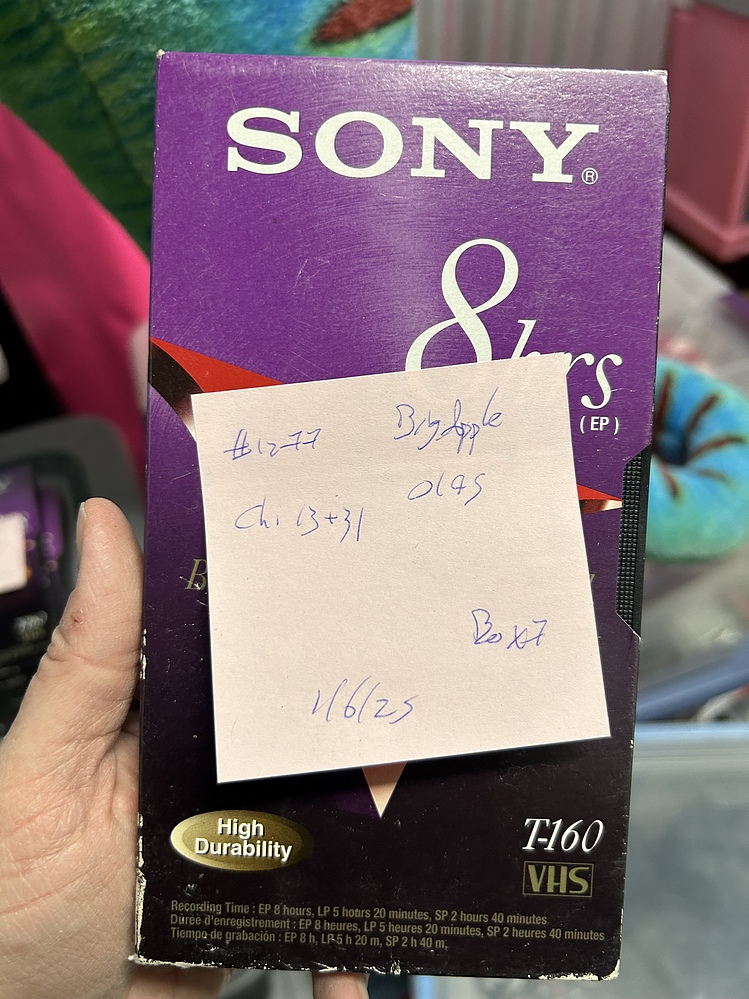 SONY®
8hrs
(EP)
#1277
Big Apple
0195
Ch. 13+31
Box 7
1/6/25
High
Durability
T-160
VHS
Recording Time : EP 8 hours, LP 5 hours 20 minutes, SP 2 hours 40 minutes
Durée d'enregistrement : EP 8 heures, LP 5 heures 20 minutes, SP 2 heures 40 minutes
Tiempo de grabación : EP 8 h, LP 5 h 20 m, SP 2 h 40 m;